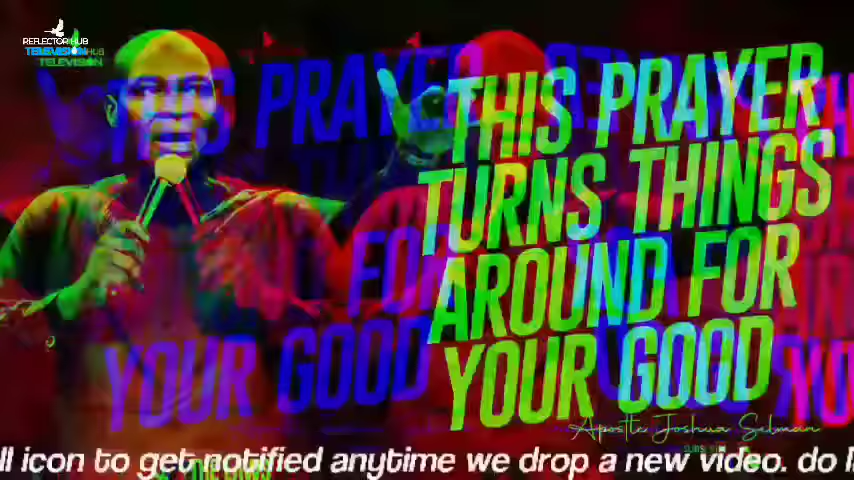 REFLECTOR HUB
TELEVISION
THIS PRAYER
TURNS THINGS
AROUND FOR
YOUR GOOD
Apostle Joshua Selman
ll icon to get notified anytime we drop a new video. do l